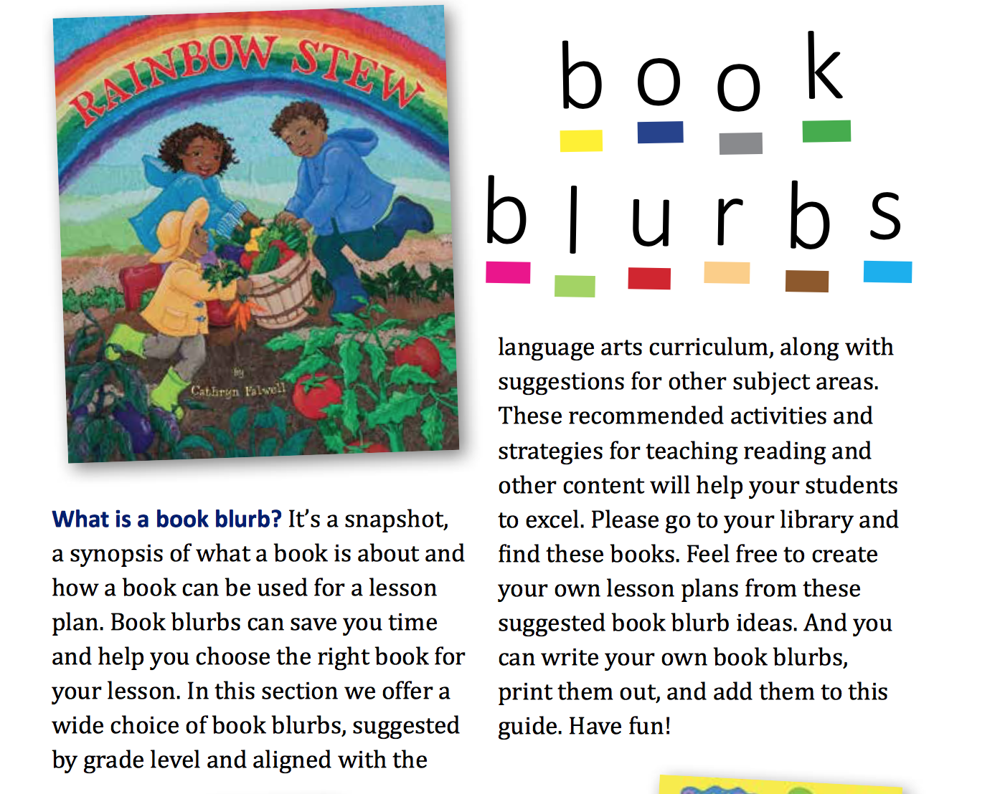 RAINBOW STEW
by
Cathryn Falwell
book
blurbs
What is a book blurb? It’s a snapshot,
a synopsis of what a book is about and
how a book can be used for a lesson
plan. Book blurbs can save you time
and help you choose the right book for
your lesson. In this section we offer a
wide choice of book blurbs, suggested
by grade level and aligned with the
language arts curriculum, along with
suggestions for other subject areas.
These recommended activities and
strategies for teaching reading and
other content will help your students
to excel. Please go to your library and
find these books. Feel free to create
your own lesson plans from these
suggested book blurb ideas. And you
can write your own book blurbs,
print them out, and add them to this
guide. Have fun!